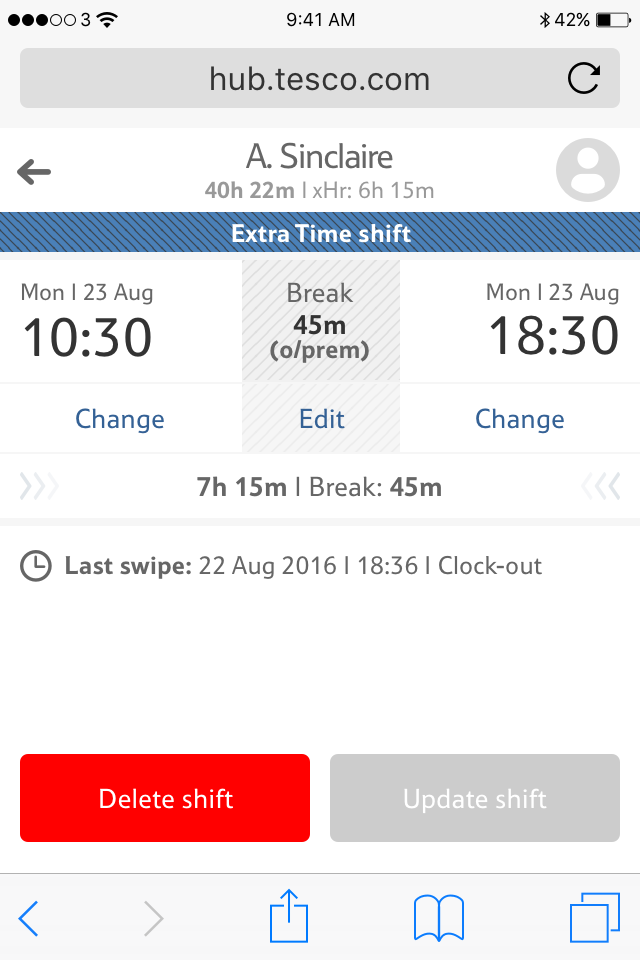 3 9:41 AM 42%
hub.tesco.com
A. Sinclaire
40h 22m | xHr: 6h 15m
Extra Time shift
Mon | 23 Aug
10:30
Break
45m
(o/prem)
Mon | 23 Aug
18:30
Change
Edit
Change
7h 15m | Break: 45m
Last swipe: 22 Aug 2016 | 18:36 | Clock-out
Delete shift
Update shift